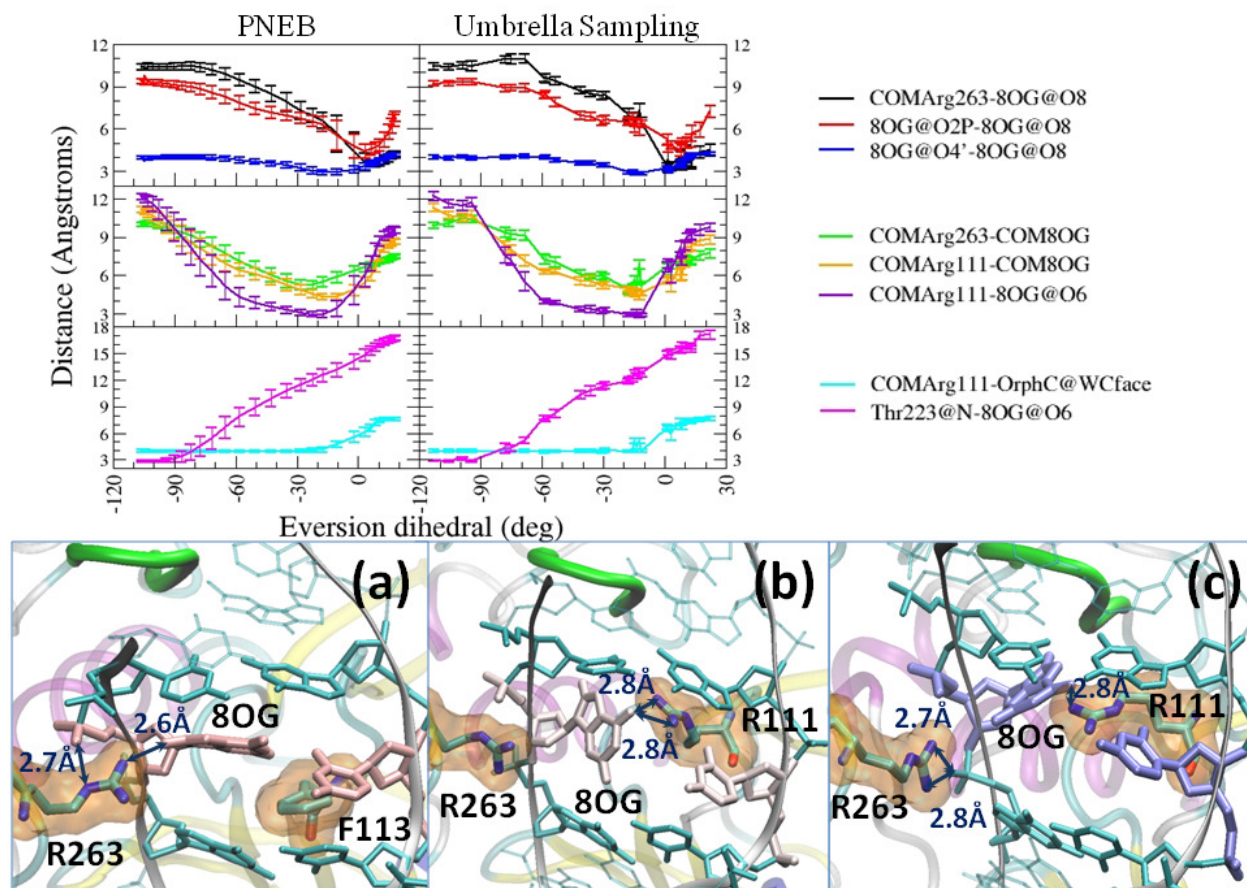 PNEB
Umbrella Sampling
Distance (Angstroms)
12
9
6
3
12
9
6
3
18
15
12
9
6
3
12
9
6
3
12
9
6
3
15
12
9
6
3
-120
-90
-60
-30
0
-120
-90
-60
-30
0
30
Eversion dihedral (deg)
COMArg263-8OG@O8
8OG@O2P-8OG@O8
8OG@O4'-8OG@O8
COMArg263-COM8OG
COMArg111-COM8OG
COMArg111-8OG@O6
COMArg111-OrphC@WCface
Thr223@N-8OG@O6
(a)
8OG
2.6Å
2.7Å
R263
F113
(b)
2.8Å
R111
2.8Å
R263
8OG
(c)
2.8Å
R111
2.7Å
8OG
R263
2.8Å